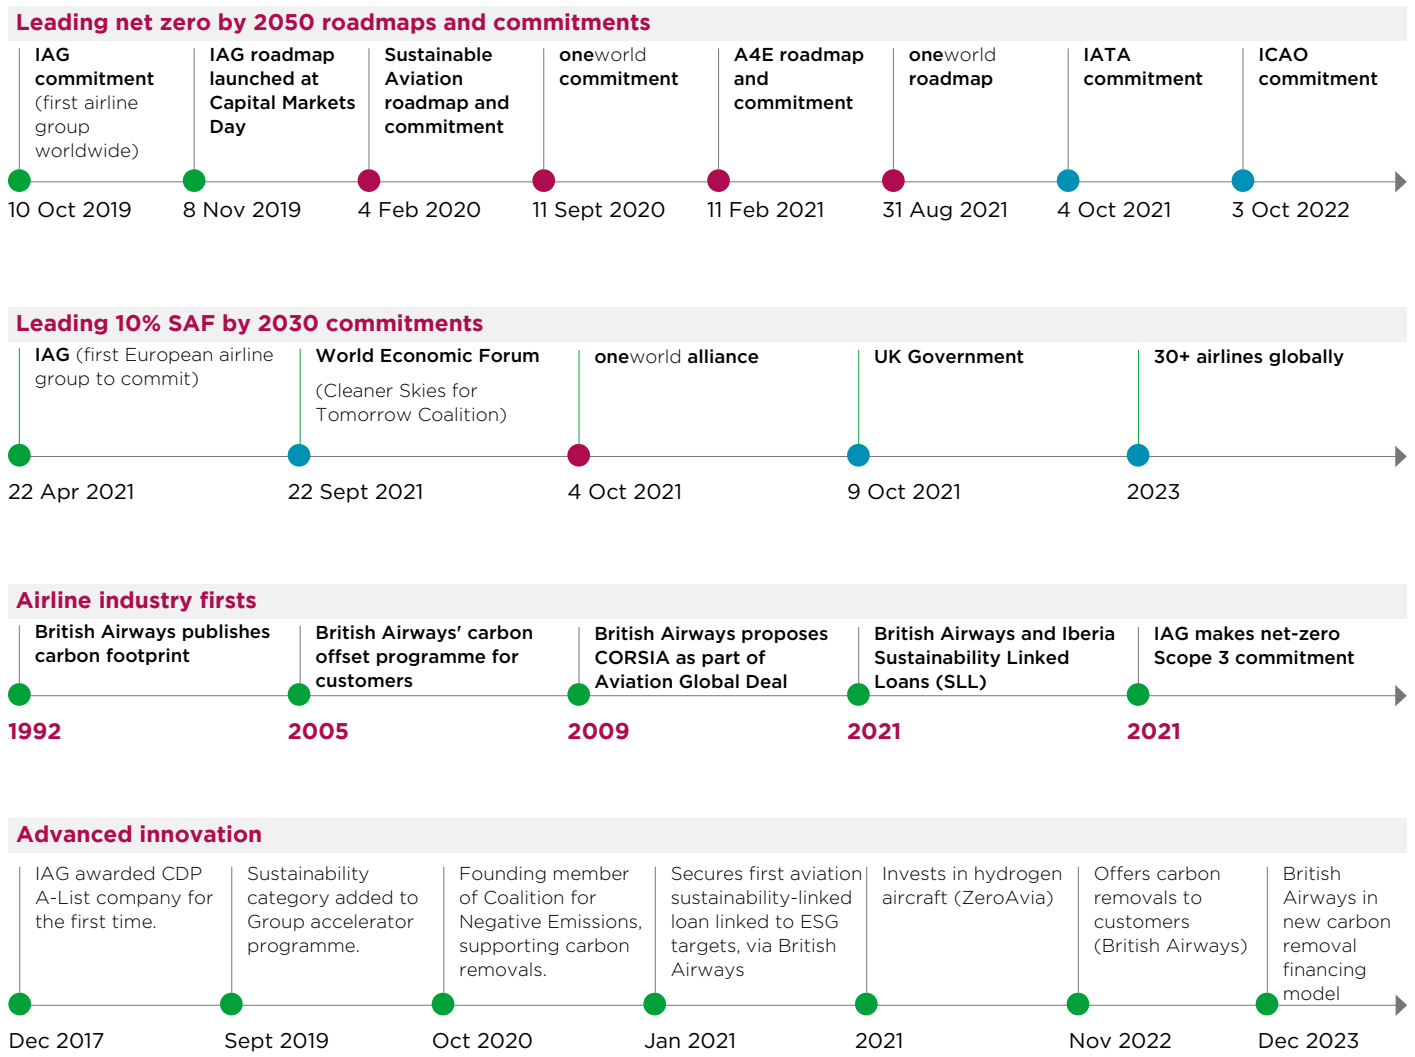 Leading net zero by 2050 roadmaps and commitments
IAG
commitment
(first airline
group
worldwide)
10 Oct 2019
IAG roadmap
launched at
Capital Markets
Day
8 Nov 2019
Sustainable
Aviation
roadmap and
commitment
4 Feb 2020
oneworld
commitment
11 Sept 2020
A4E roadmap
and
commitment
11 Feb 2021
oneworld
roadmap
31 Aug 2021
IATA
commitment
4 Oct 2021
ICAO
commitment
3 Oct 2022
Leading 10% SAF by 2030 commitments
IAG (first European airline
group to commit)
22 Apr 2021
World Economic Forum
(Cleaner Skies for
Tomorrow Coalition)
22 Sept 2021
oneworld alliance
4 Oct 2021
UK Government
9 Oct 2021
30+ airlines globally
2023
Airline industry firsts
British Airways publishes
carbon footprint
1992
British Airways' carbon
offset programme for
customers
2005
British Airways proposes
CORSIA as part of
Aviation Global Deal
2009
British Airways and Iberia
Sustainability Linked
Loans (SLL)
2021
IAG makes net-zero
Scope 3 commitment
2021
Advanced innovation
IAG awarded CDP
A-List company for
the first time.
Dec 2017
Sustainability
category added to
Group accelerator
programme.
Sept 2019
Founding member
of Coalition for
Negative Emissions,
supporting carbon
removals.
Oct 2020
Secures first aviation
sustainability-linked
loan linked to ESG
targets, via British
Airways
Jan 2021
Invests in hydrogen
aircraft (ZeroAvia)
2021
Offers carbon
removals to
customers
(British Airways)
Nov 2022
British
Airways in
new carbon
removal
financing
model
Dec 2023